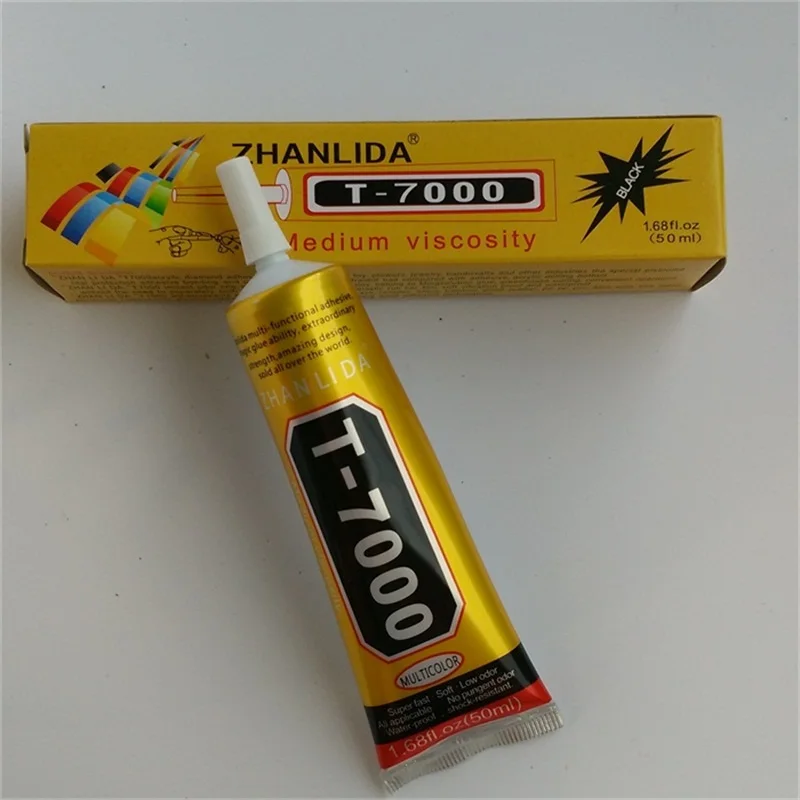 ZHANLIDA®
T-7000
Medium viscosity
BLACK
1.68fl.oz
(50ml)
multi-functional adhesive,
glue ability, extraordinary
strength,amazing design,
sold all over the world.
ZHANLIDA
T-7000
MULTICOLOR
Super fast Soft · Low odor
All applicable No pungent odor
Water-proof shock-resistant.
1.68fl.oz(50ml)